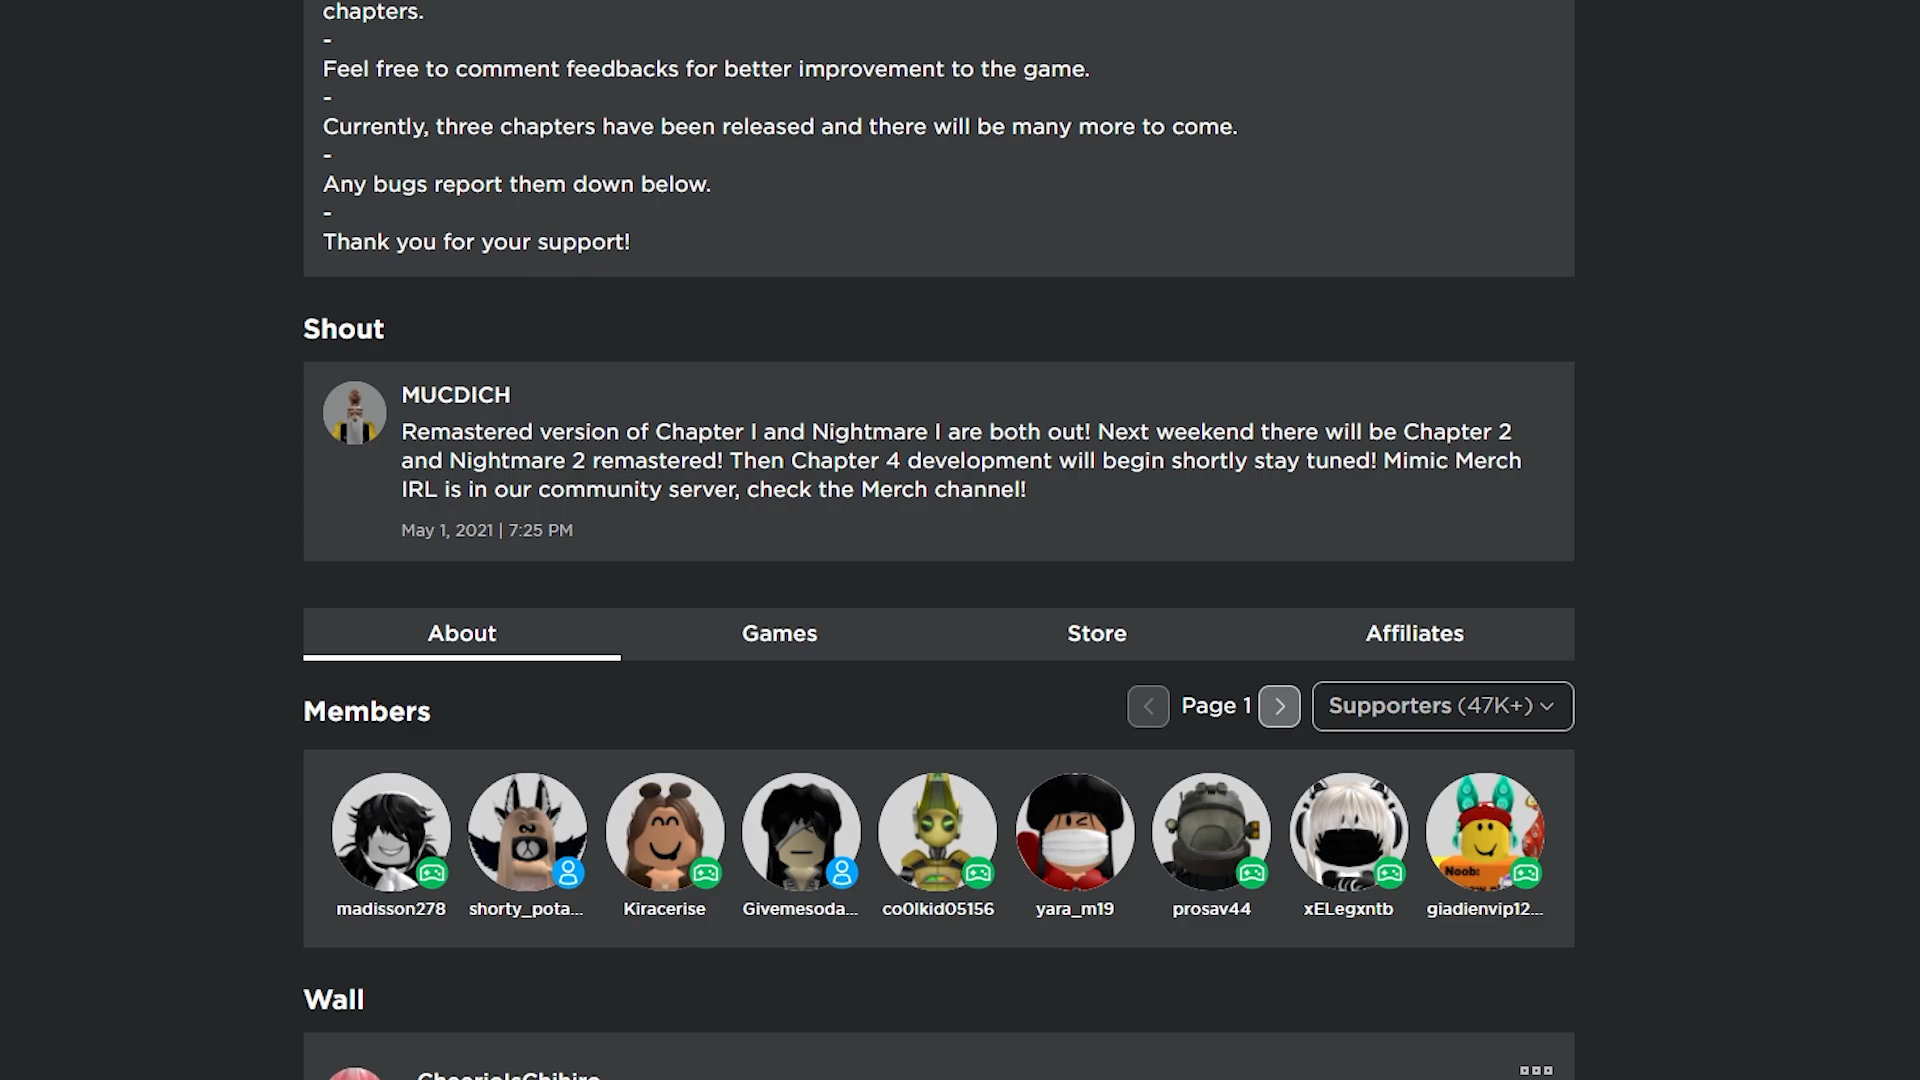 chapters.
-
Feel free to comment feedbacks for better improvement to the game.
-
Currently, three chapters have been released and there will be many more to come.
-
Any bugs report them down below.
-
Thank you for your support!
Shout
MUCDICH
Remastered version of Chapter I and Nightmare I are both out! Next weekend there will be Chapter 2
and Nightmare 2 remastered! Then Chapter 4 development will begin shortly stay tuned! Mimic Merch
IRL is in our community server, check the Merch channel!
May 1, 2021 | 7:25 PM
About Games Store Affiliates
Members Page 1 Supporters (47K+)
Noob:
madisson278 shorty_pota... Kiracerise Givemesoda... co0lkid05156 yara_m19 prosav44 xELegxntb giadienvip12...
Wall